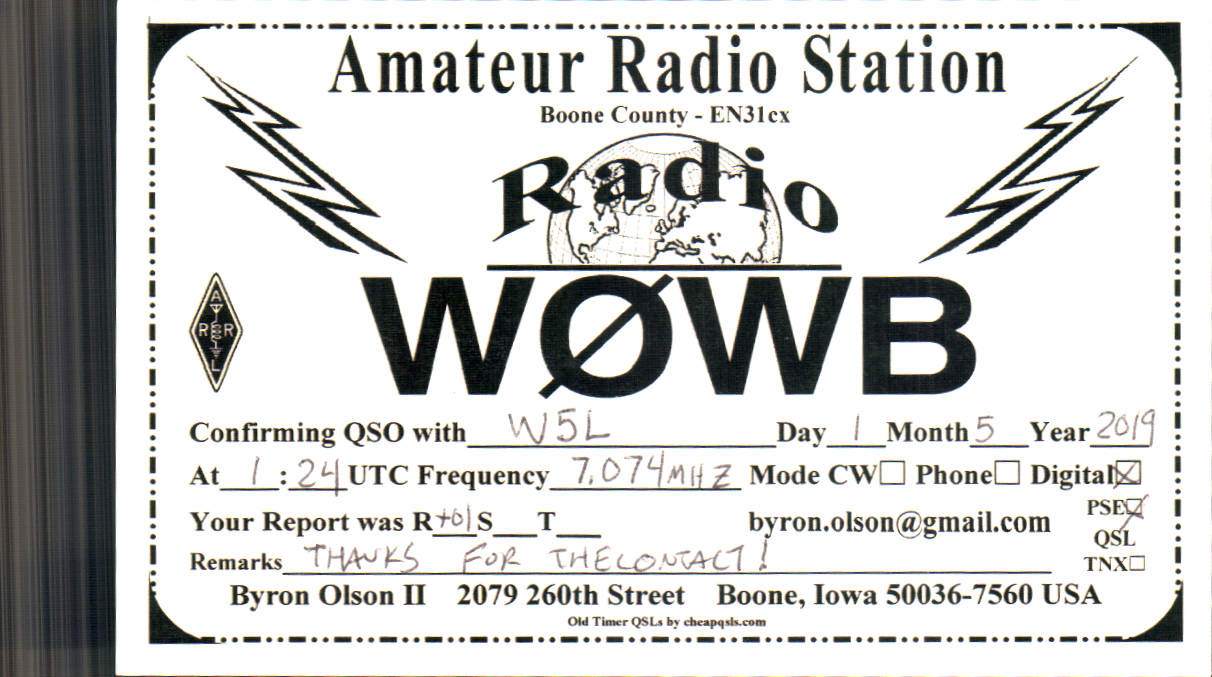 Amateur Radio Station
Boone County - EN31cx
Radio
WØWB
ARRL
Confirming QSO with W5L Day 1 Month 5 Year 2019
At 1:24 UTC Frequency 7.074MHZ Mode CW☐ Phone☐ Digital☒
Your Report was R+01 S___T___ byron.olson@gmail.com PSE☒
QSL
Remarks THANKS FOR THE CONTACT! TNX☐
Byron Olson II 2079 260th Street Boone, Iowa 50036-7560 USA
Old Timer QSLs by cheapqsls.com